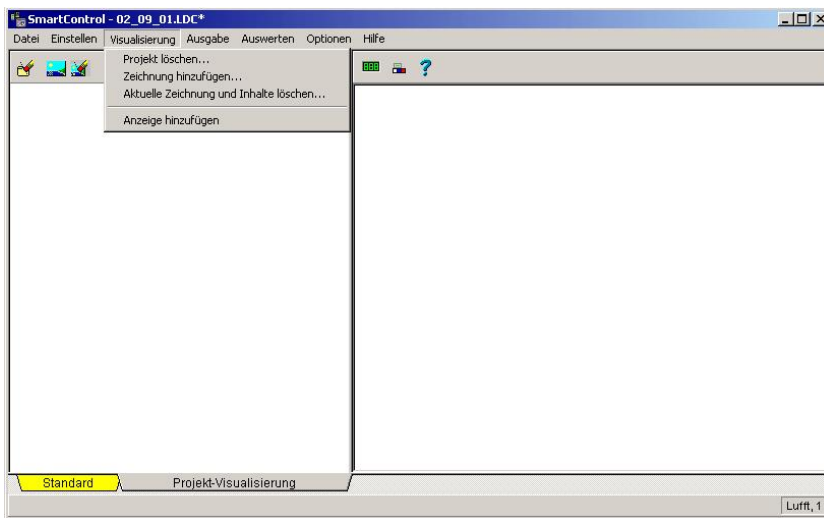 SmartControl - 02_09_01.LDC*
Datei Einstellen Visualisierung Ausgabe Auswerten Optionen Hilfe
Projekt löschen...
Zeichnung hinzufügen...
Aktuelle Zeichnung und Inhalte löschen...
Anzeige hinzufügen
Standard Projekt-Visualisierung
Lufft, 1